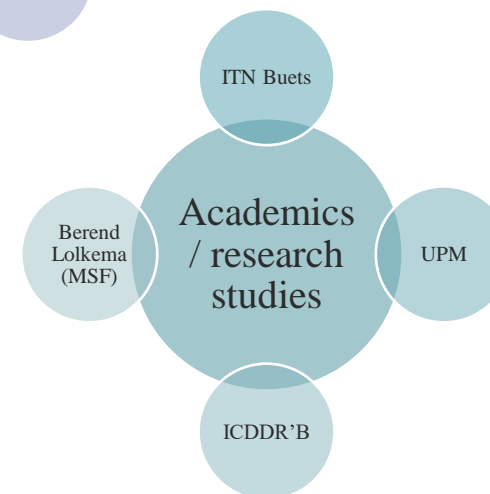 ITN Buets
Academics
/ research
studies
Berend
Lolkema
(MSF)
UPM
ICDDR’B